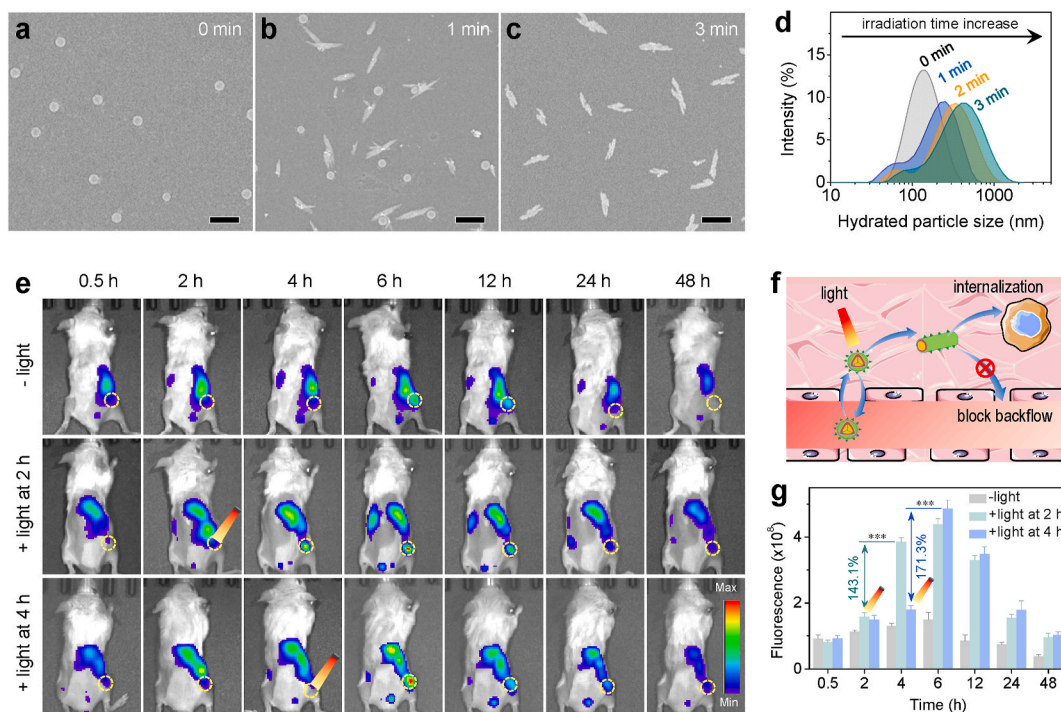 a
0 min
b
1 min
c
3 min
d
irradiation time increase
0 min
1 min
2 min
3 min
15
10
5
0
Intensity (%)
10
100
1000
Hydrated particle size (nm)
e
0.5 h
2 h
4 h
6 h
12 h
24 h
48 h
- light
+ light at 2 h
+ light at 4 h
Max
Min
f
light
internalization
block backflow
g
-light
+light at 2 h
+light at 4 h
***
***
143.1%
171.3%
4
2
0
Fluorescence (x10⁸)
0.5
2
4
6
12
24
48
Time (h)